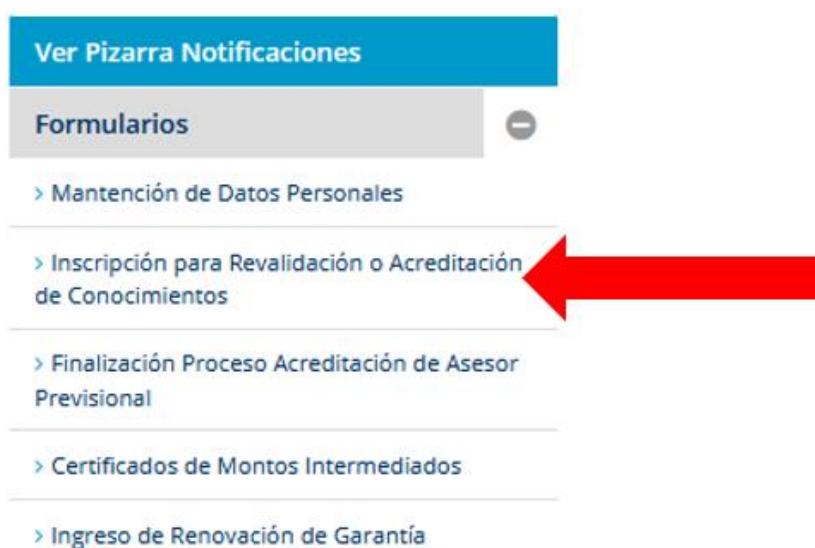 Ver Pizarra Notificaciones
Formularios
> Mantención de Datos Personales
> Inscripción para Revalidación o Acreditación
de Conocimientos
> Finalización Proceso Acreditación de Asesor
Previsional
> Certificados de Montos Intermediados
> Ingreso de Renovación de Garantía